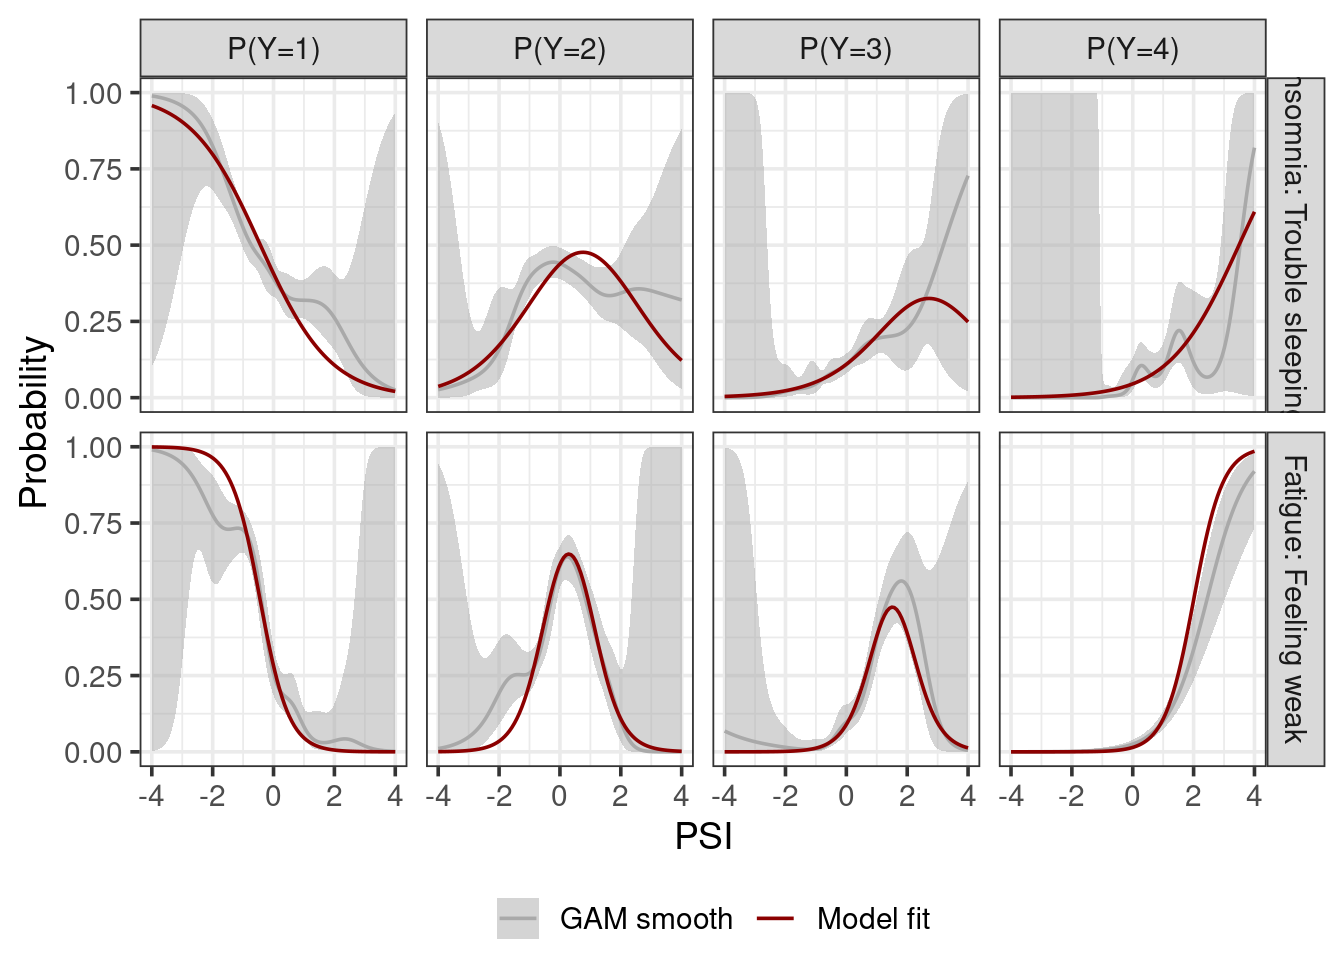 P(Y=1) P(Y=2) P(Y=3) P(Y=4)
1.00
0.75
0.50
0.25
0.00
nsomnia: Trouble sleeping
1.00
0.75
0.50
0.25
0.00
Fatigue: Feeling weak
Probability
-4 -2 0 2 4 -4 -2 0 2 4 -4 -2 0 2 4 -4 -2 0 2 4
PSI
GAM smooth Model fit